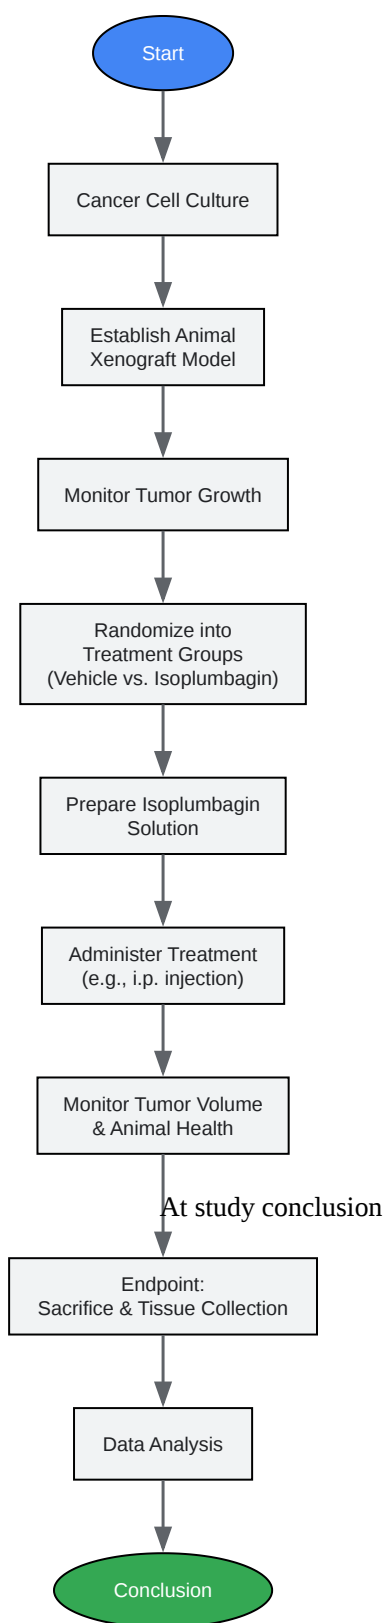 Start
Cancer Cell Culture
Establish Animal
Xenograft Model
Monitor Tumor Growth
Randomize into
Treatment Groups
(Vehicle vs. Isoplumbagin)
Prepare Isoplumbagin
Solution
Administer Treatment
(e.g., i.p. injection)
Monitor Tumor Volume
& Animal Health
At study conclusion
Endpoint:
Sacrifice & Tissue Collection
Data Analysis
Conclusion